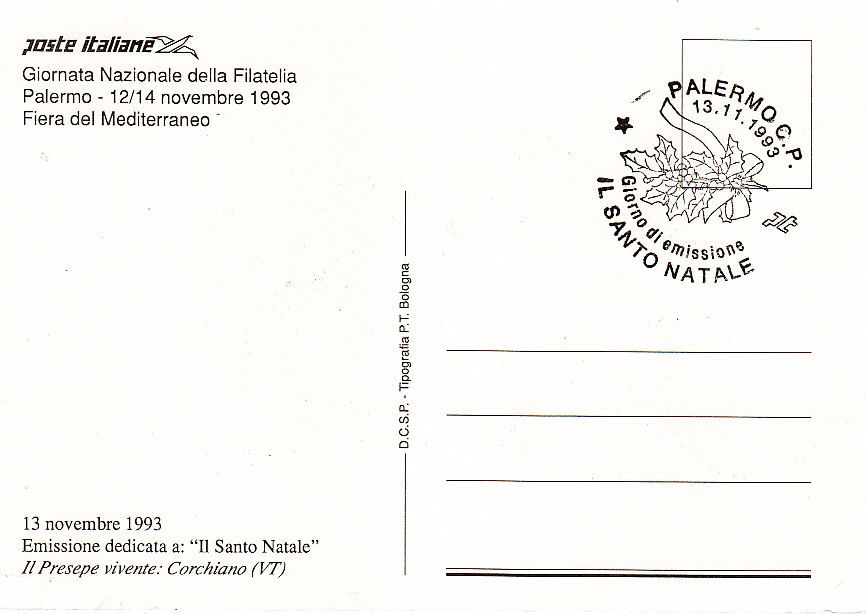 poste italiane
Giornata Nazionale della Filatelia
Palermo - 12/14 novembre 1993
Fiera del Mediterraneo
PALERMO C.P.
13.11.1993
Giorno di emissione
IL SANTO NATALE
pt
D.C.S.P. - Tipografia P.T. Bologna
13 novembre 1993
Emissione dedicata a: “Il Santo Natale”
Il Presepe vivente: Corchiano (VT)